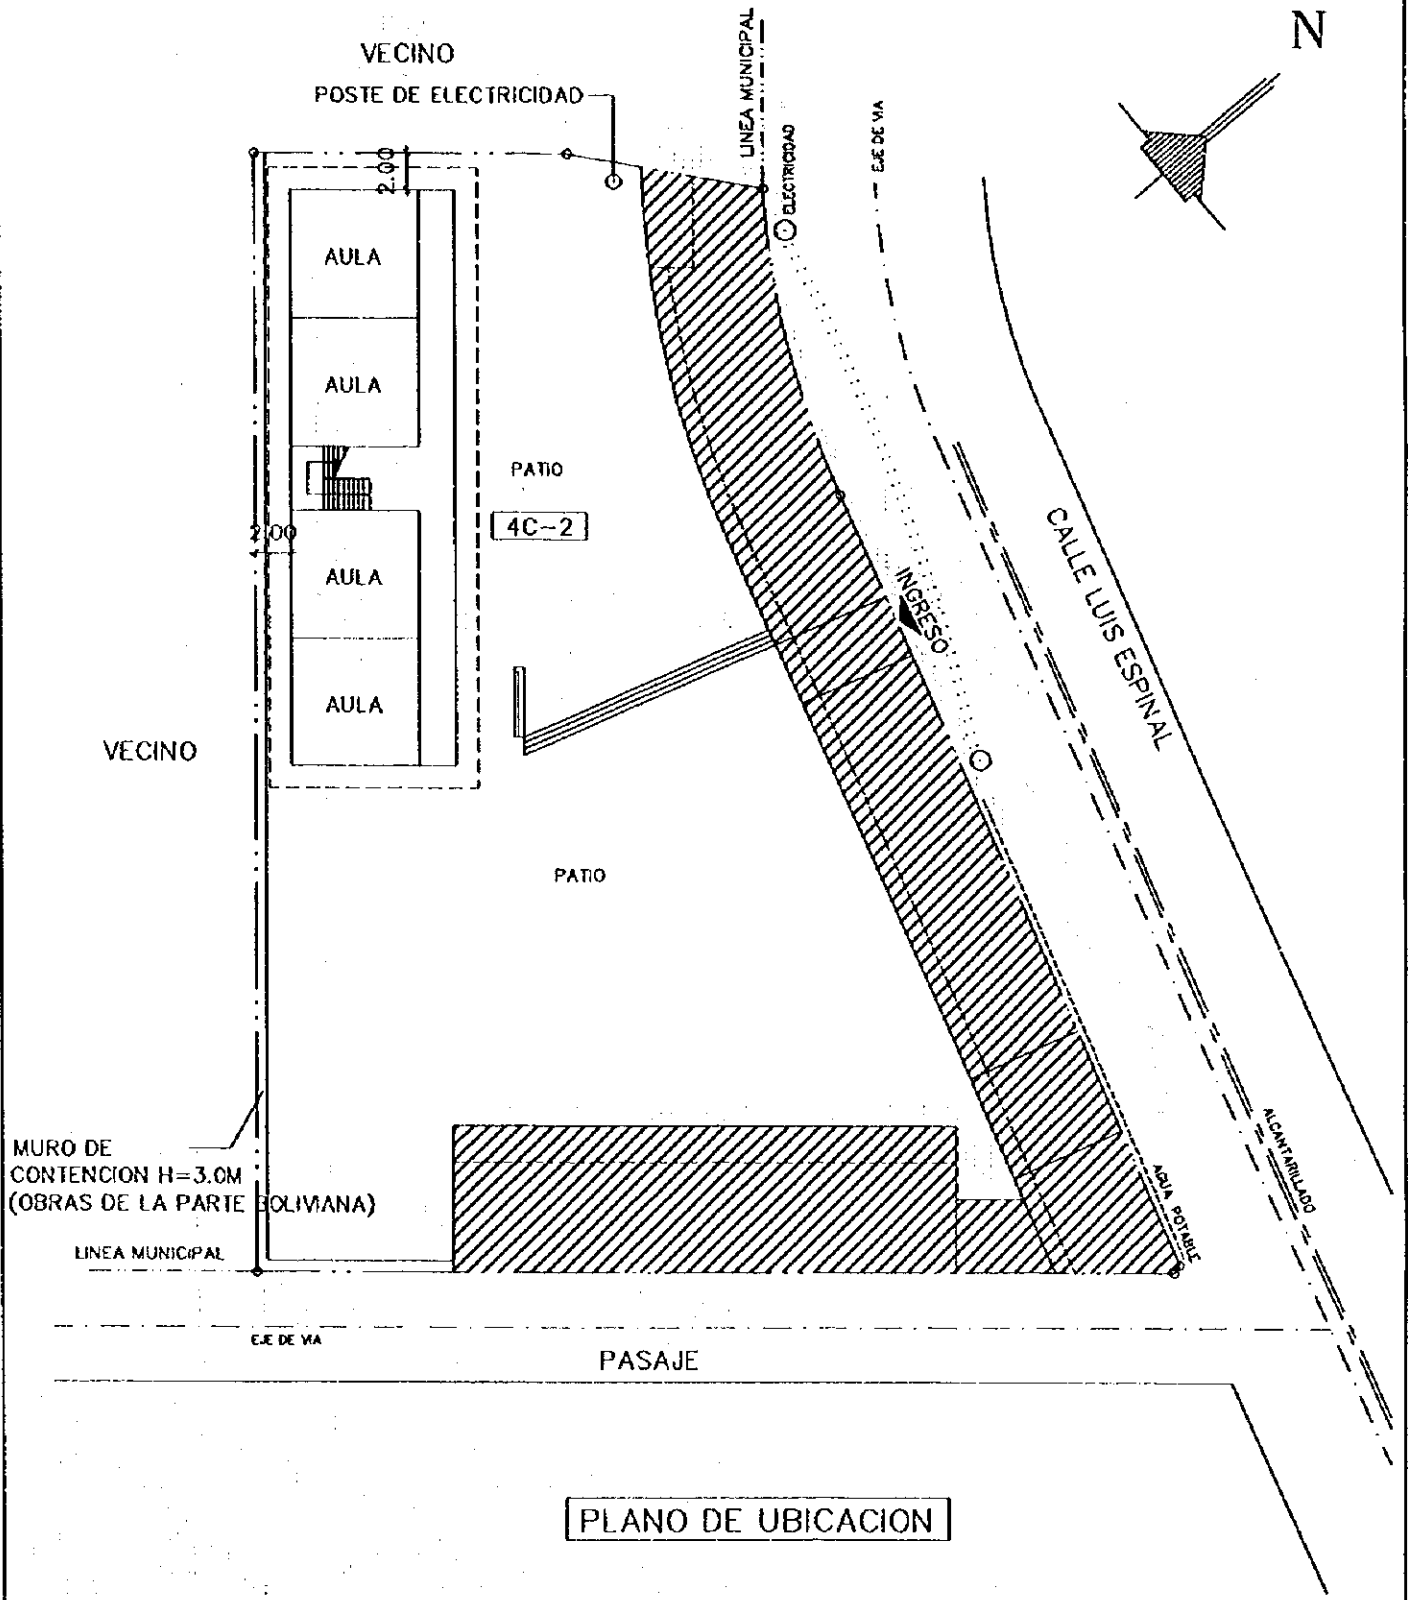 N
VECINO
POSTE DE ELECTRICIDAD
LINEA MUNICIPAL
ELECTRICIDAD
EJE DE VIA
2.00
AULA
AULA
PATIO
4C-2
2.00
AULA
INGRESO
CALLE LUIS ESPINAL
AULA
VECINO
PATIO
MURO DE
CONTENCION H=3.0M
(OBRAS DE LA PARTE BOLIVIANA)
AGUA POTABLE
ALCANTARILLADO
LINEA MUNICIPAL
EJE DE VIA
PASAJE
PLANO DE UBICACION